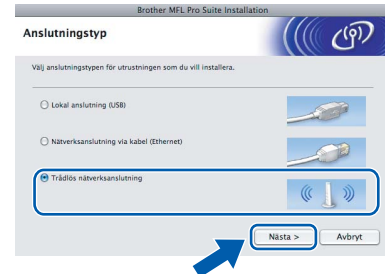 Brother MFL Pro Suite Installation
Anslutningstyp
Välj anslutningstypen för utrustningen som du vill installera.
Lokal anslutning (USB)
Nätverksanslutning via kabel (Ethernet)
Trådlös nätverksanslutning
Nästa >
Avbryt